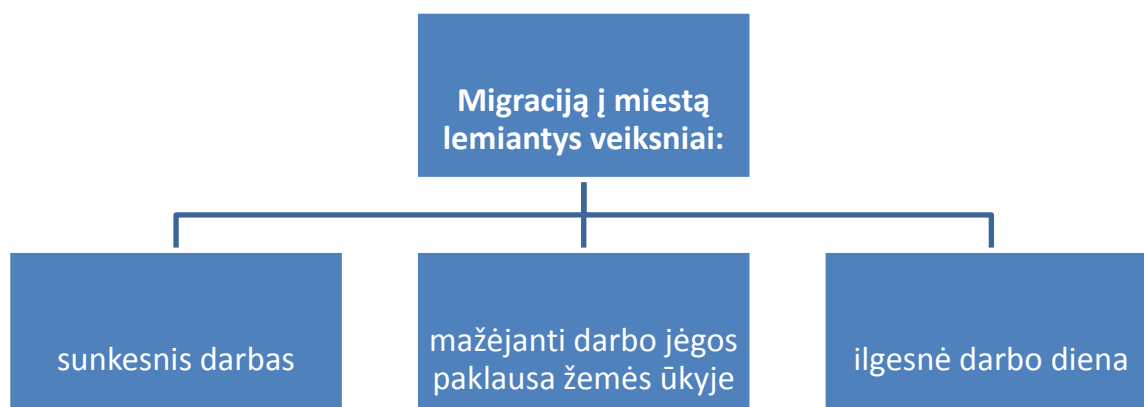 Migraciją į miestą
lemiantys veiksniai:
sunkesnis darbas
mažėjanti darbo jėgos
paklausa žemės ūkyje
ilgesnė darbo diena